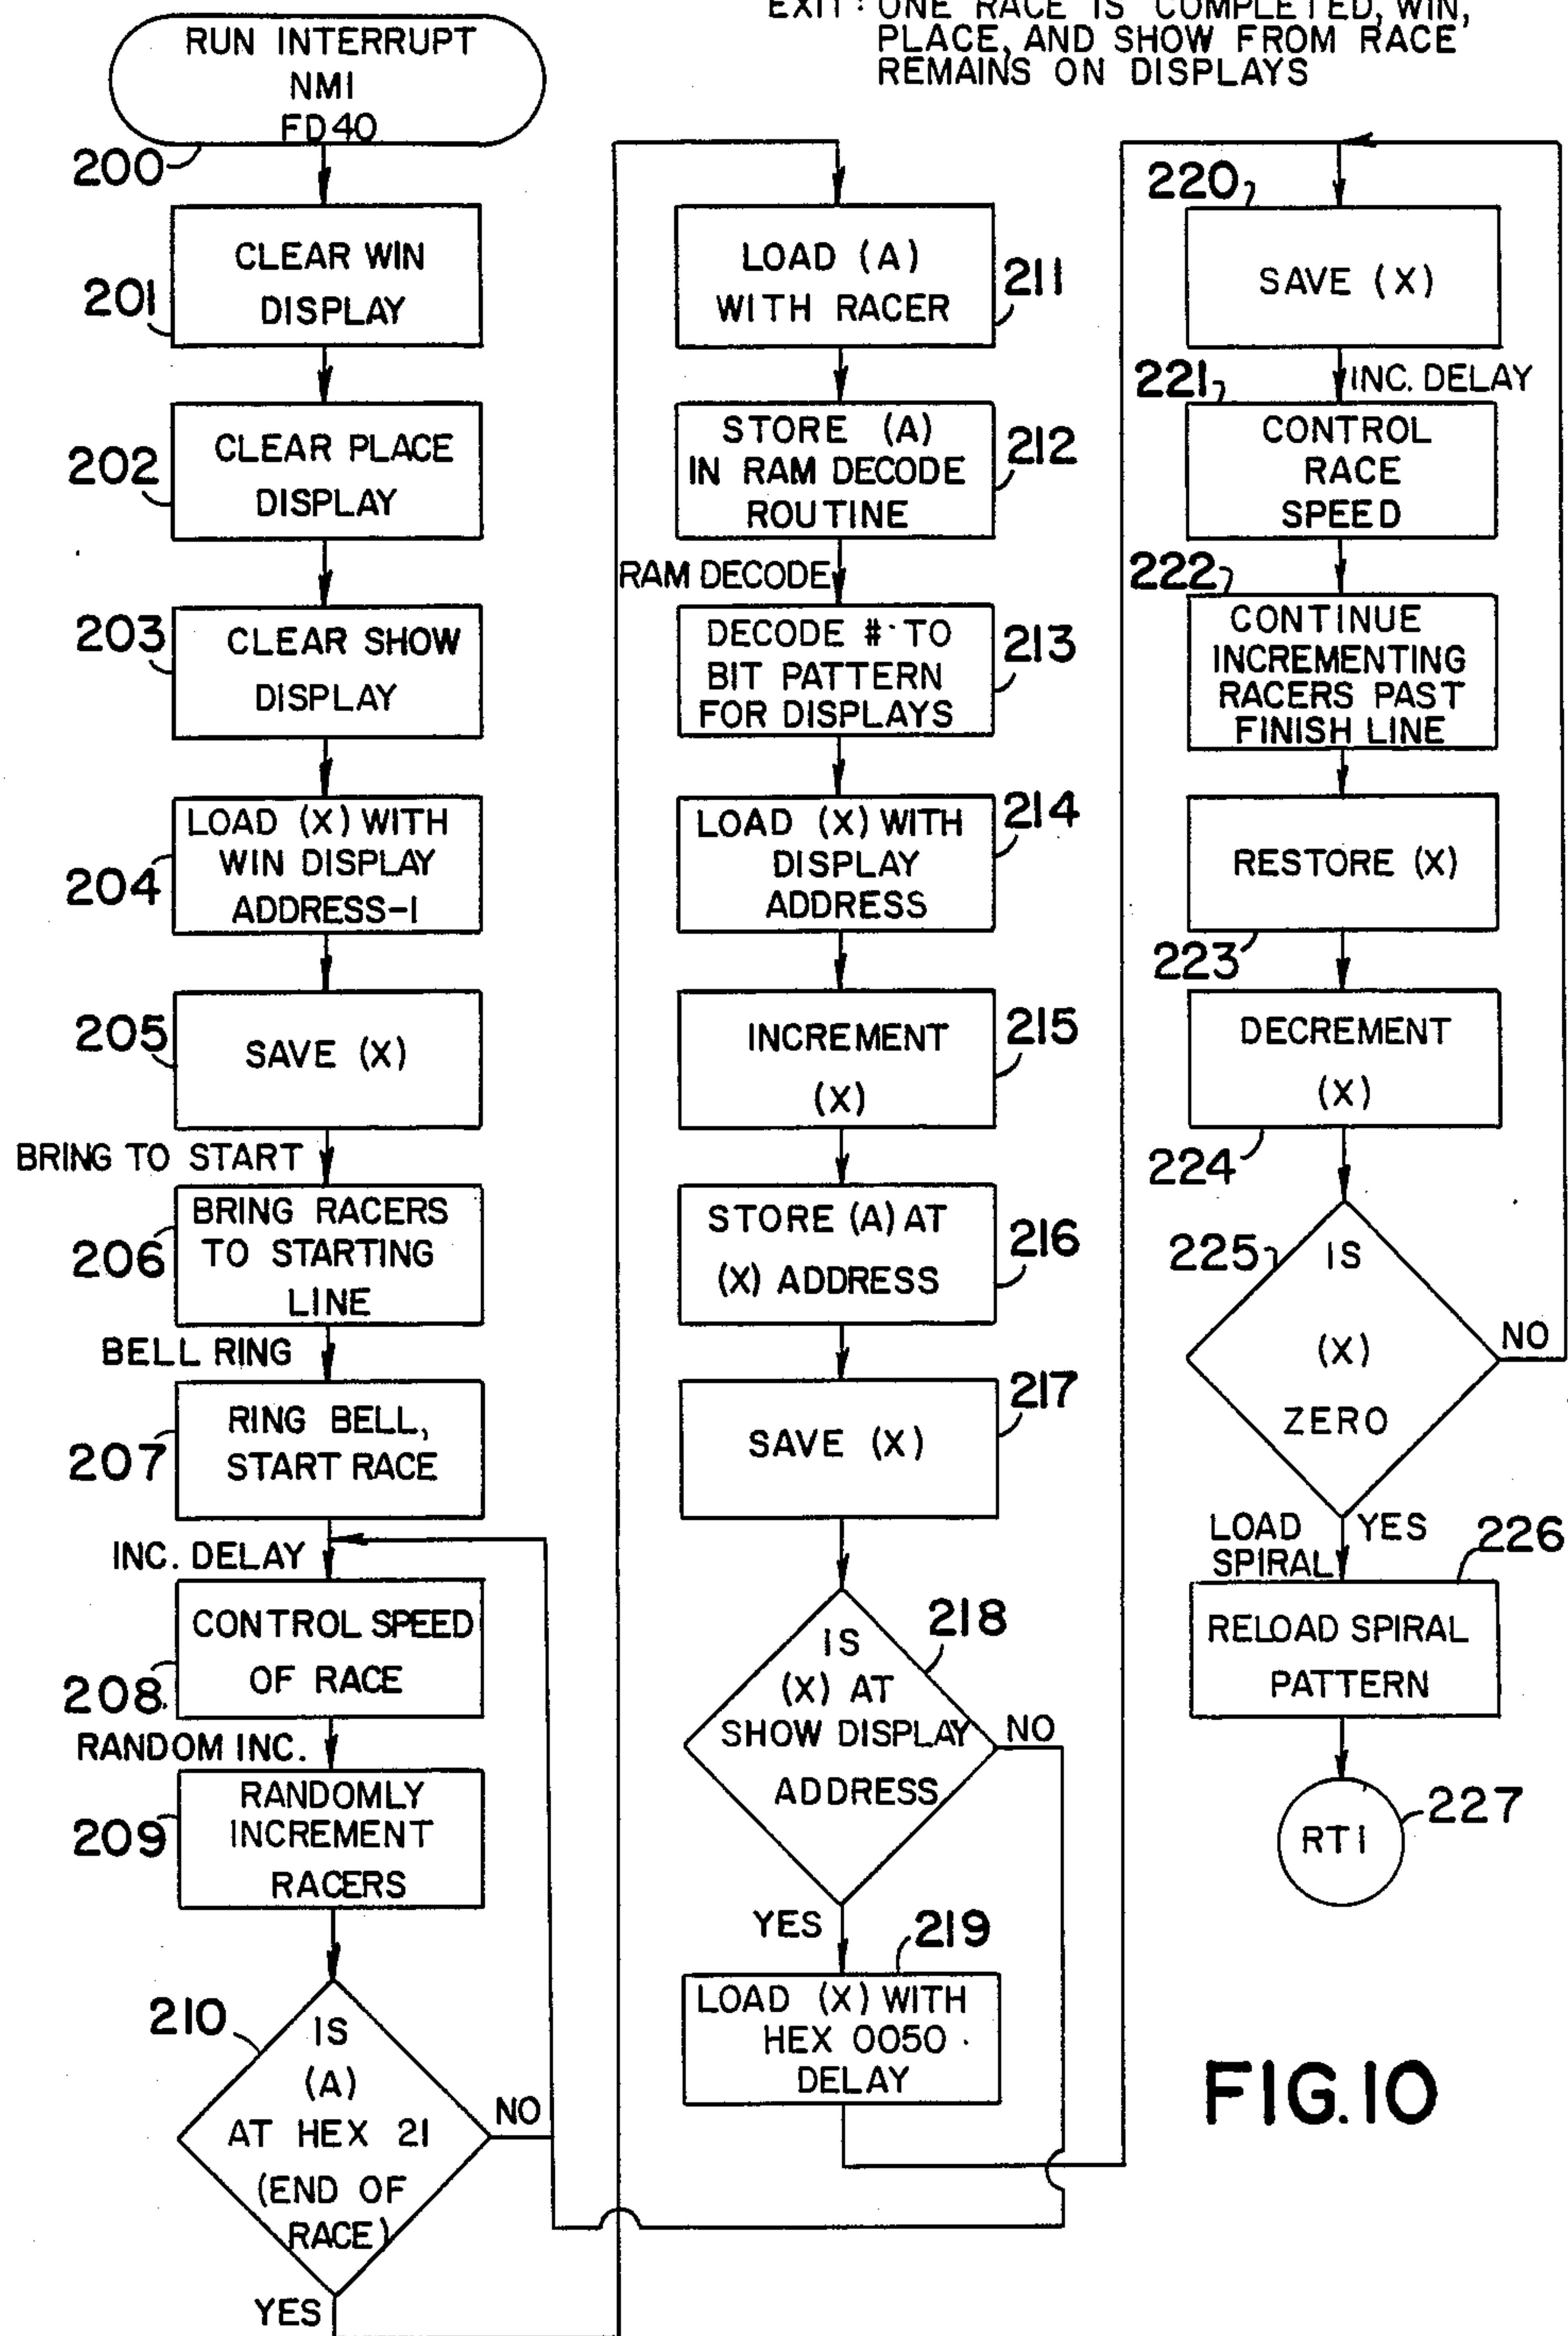 EXIT: ONE RACE IS COMPLETED, WIN,
PLACE, AND SHOW FROM RACE
REMAINS ON DISPLAYS
RUN INTERRUPT
NMI
FD40
200
CLEAR WIN
DISPLAY
201
CLEAR PLACE
DISPLAY
202
CLEAR SHOW
DISPLAY
203
LOAD (X) WITH
WIN DISPLAY
ADDRESS-1
204
SAVE (X)
205
BRING TO START
BRING RACERS
TO STARTING
LINE
206
BELL RING
RING BELL,
START RACE
207
INC. DELAY
CONTROL SPEED
OF RACE
208
RANDOM INC.
RANDOMLY
INCREMENT
RACERS
209
210
IS
(A)
AT HEX 21
(END OF
RACE)
NO
YES
LOAD (A)
WITH RACER
211
STORE (A)
IN RAM DECODE
ROUTINE
212
RAM DECODE
DECODE # TO
BIT PATTERN
FOR DISPLAYS
213
LOAD (X) WITH
DISPLAY
ADDRESS
214
INCREMENT
(X)
215
STORE (A) AT
(X) ADDRESS
216
SAVE (X)
217
IS
(X) AT
SHOW DISPLAY
ADDRESS
218
NO
YES
219
LOAD (X) WITH
HEX 0050
DELAY
220
SAVE (X)
INC. DELAY
221
CONTROL
RACE
SPEED
222
CONTINUE
INCREMENTING
RACERS PAST
FINISH LINE
RESTORE (X)
223
DECREMENT
(X)
224
225
IS
(X)
ZERO
NO
YES
LOAD
SPIRAL
226
RELOAD SPIRAL
PATTERN
RTI
227
FIG.10